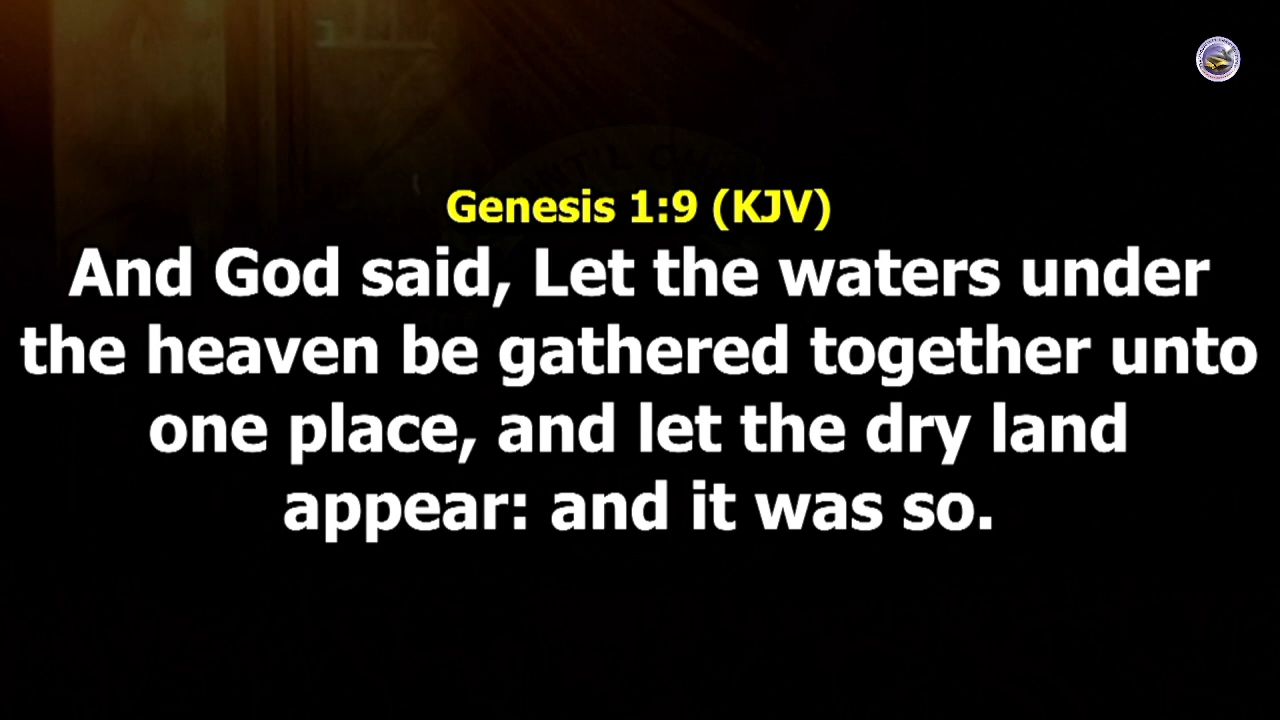 Genesis 1:9 (KJV)
And God said, Let the waters under
the heaven be gathered together unto
one place, and let the dry land
appear: and it was so.